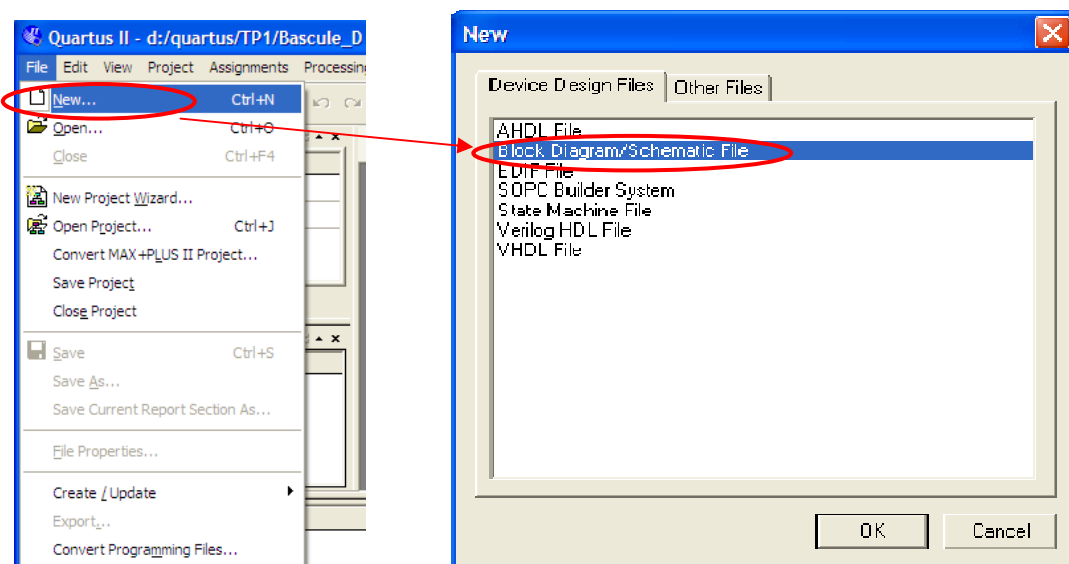 Quartus II - d:/quartus/TP1/Bascule_D
File Edit View Project Assignments Processing
New... Ctrl+N
Open... Ctrl+O
Close Ctrl+F4
New Project Wizard...
Open Project... Ctrl+J
Convert MAX+PLUS II Project...
Save Project
Close Project
Save Ctrl+S
Save As...
Save Current Report Section As...
File Properties...
Create / Update
Export...
Convert Programming Files...
New
Device Design Files Other Files
AHDL File
Block Diagram/Schematic File
EDIF File
SOPC Builder System
State Machine File
Verilog HDL File
VHDL File
OK Cancel